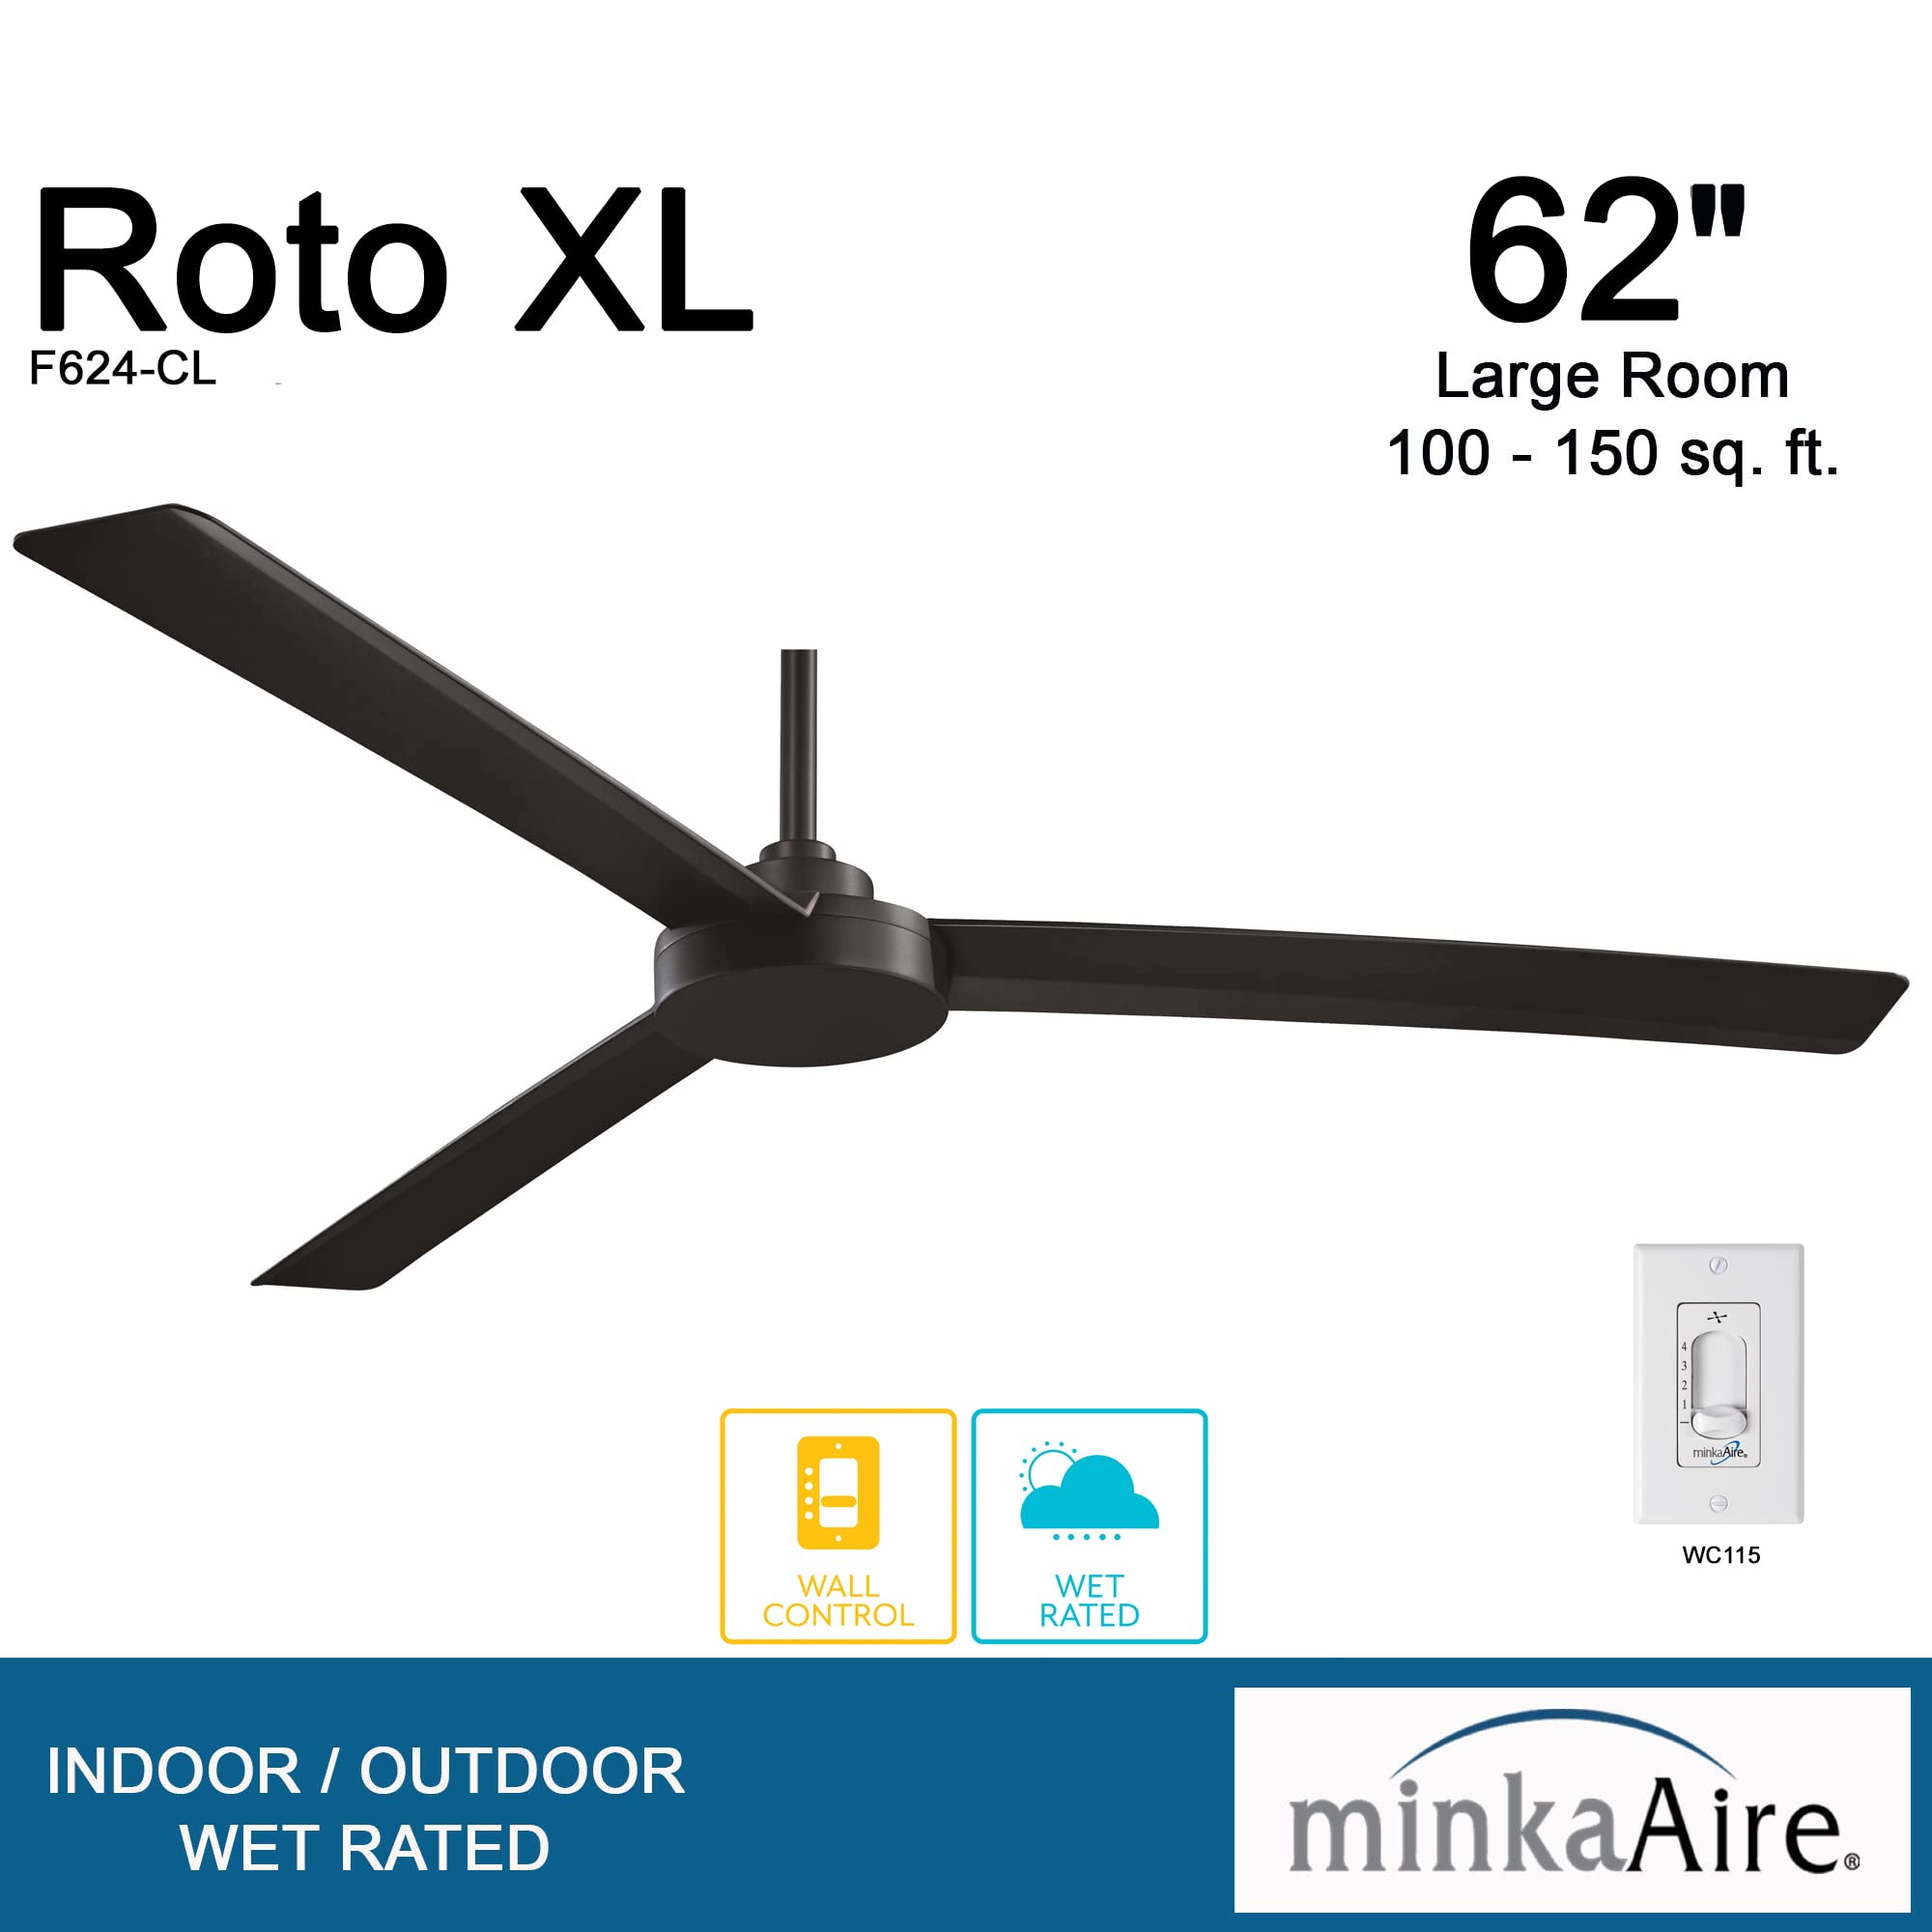 Roto XL
F624-CL
62"
Large Room
100 - 150 sq. ft.
4
3
2
1
minkaAire®
WC115
WALL
CONTROL
WET
RATED
INDOOR / OUTDOOR
WET RATED
minkaAire®